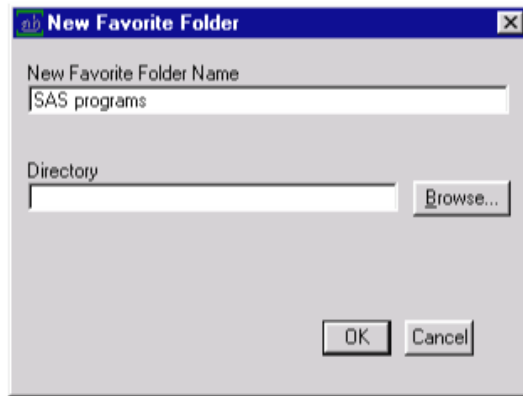 New Favorite Folder
New Favorite Folder Name
SAS programs
Directory
Browse...
OK Cancel